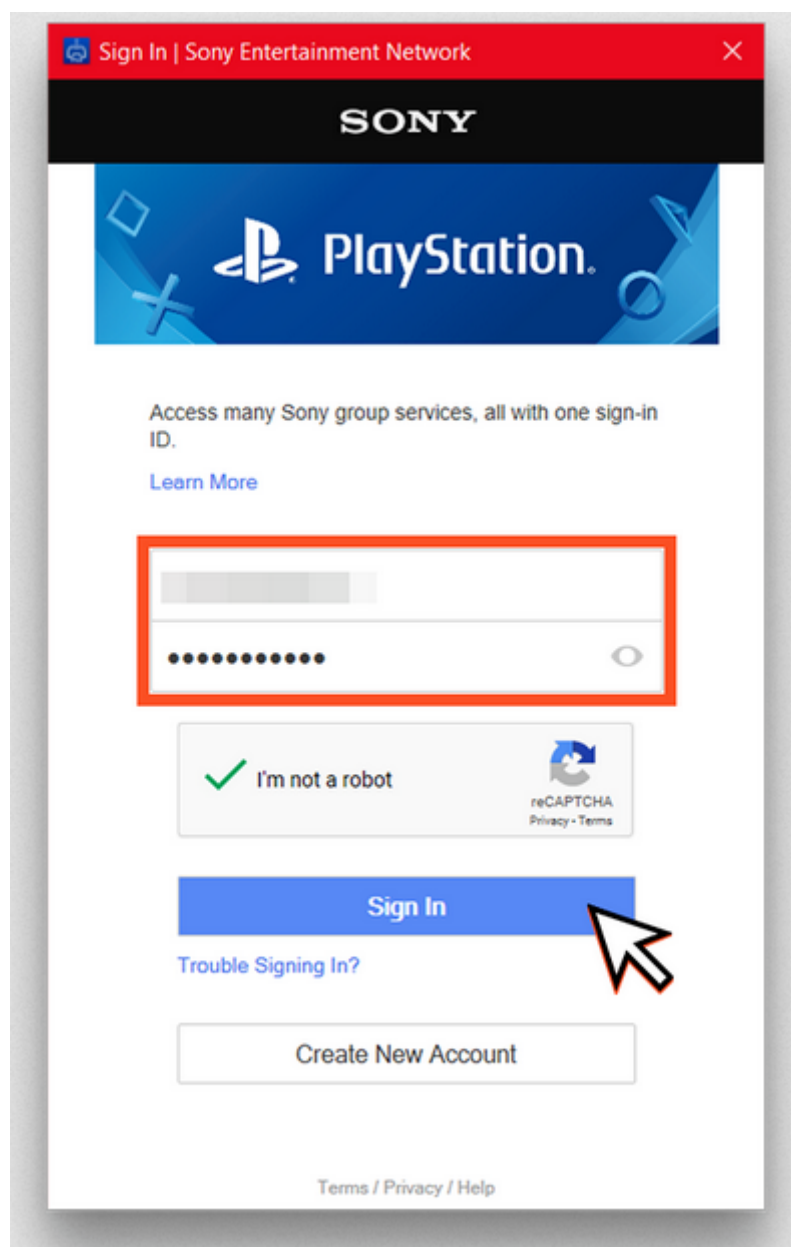 Sign In | Sony Entertainment Network
SONY
PlayStation.
Access many Sony group services, all with one sign-in
ID.
Learn More
•••••••••••
I'm not a robot
reCAPTCHA
Privacy - Terms
Sign In
Trouble Signing In?
Create New Account
Terms / Privacy / Help